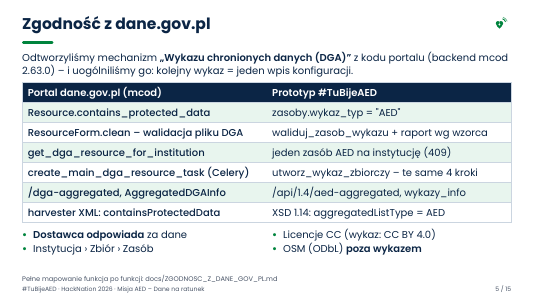 Zgodność z dane.gov.pl
Odtworzyliśmy mechanizm „Wykazu chronionych danych (DGA)” z kodu portalu (backend mcod
2.63.0) – i uogólniliśmy go: kolejny wykaz = jeden wpis konfiguracji.
Portal dane.gov.pl (mcod) Prototyp #TuBijeAED
Resource.contains_protected_data zasoby.wykaz_typ = "AED"
ResourceForm.clean – walidacja pliku DGA waliduj_zasob_wykazu + raport wg wzorca
get_dga_resource_for_institution jeden zasób AED na instytucję (409)
create_main_dga_resource_task (Celery) utworz_wykaz_zbiorczy – te same 4 kroki
/dga-aggregated, AggregatedDGAInfo /api/1.4/aed-aggregated, wykazy_info
harvester XML: containsProtectedData XSD 1.14: aggregatedListType = AED
• Dostawca odpowiada za dane
• Instytucja › Zbiór › Zasób
• Licencje CC (wykaz: CC BY 4.0)
• OSM (ODbL) poza wykazem
Pełne mapowanie funkcja po funkcji: docs/ZGODNOSC_Z_DANE_GOV_PL.md
#TuBijeAED · HackNation 2026 · Misja AED – Dane na ratunek
5 / 15